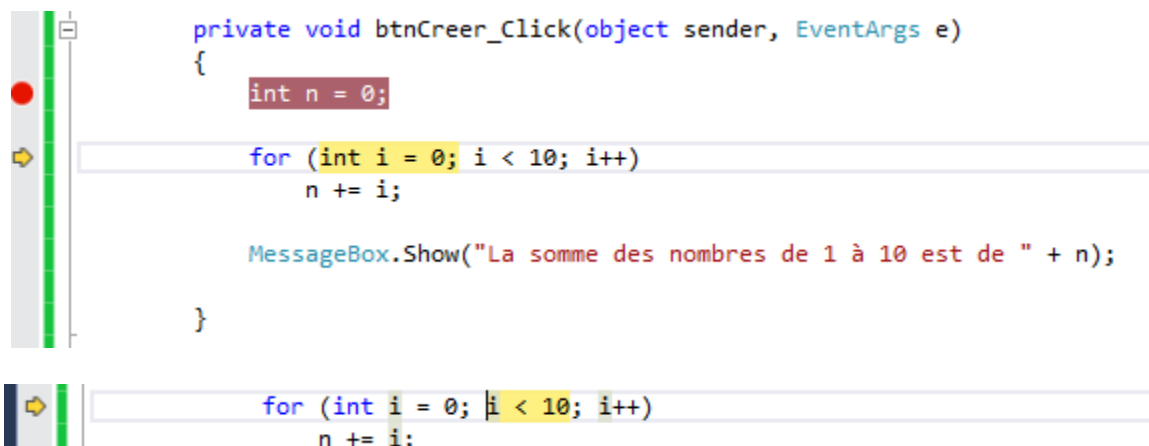 private void btnCreer_Click(object sender, EventArgs e)
{
int n = 0;
for (int i = 0; i < 10; i++)
n += i;
MessageBox.Show("La somme des nombres de 1 à 10 est de " + n);
}
for (int i = 0; i < 10; i++)
n += i;